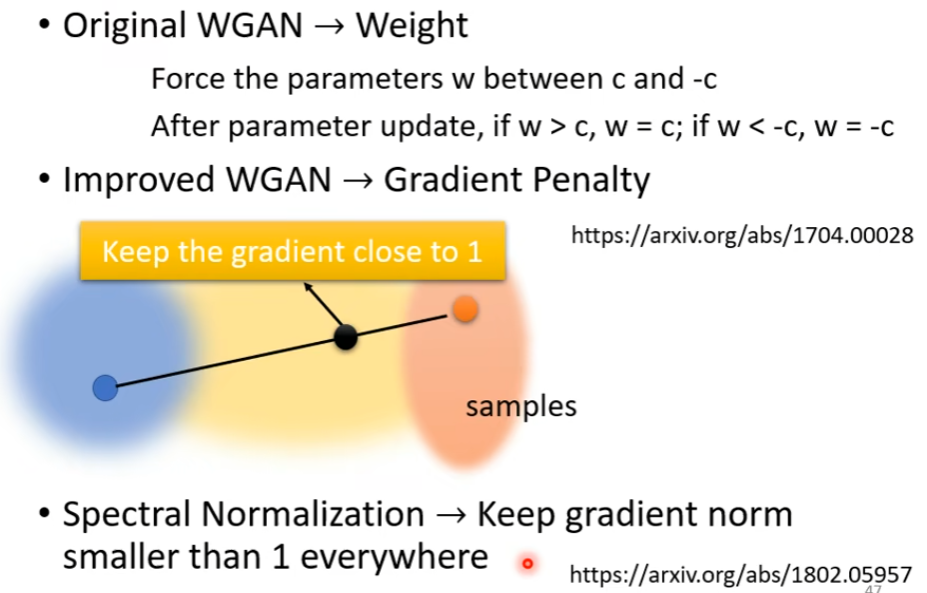 • Original WGAN → Weight
Force the parameters w between c and -c
After parameter update, if w > c, w = c; if w < -c, w = -c
• Improved WGAN → Gradient Penalty
https://arxiv.org/abs/1704.00028
Keep the gradient close to 1
samples
• Spectral Normalization → Keep gradient norm
smaller than 1 everywhere
https://arxiv.org/abs/1802.05957
47